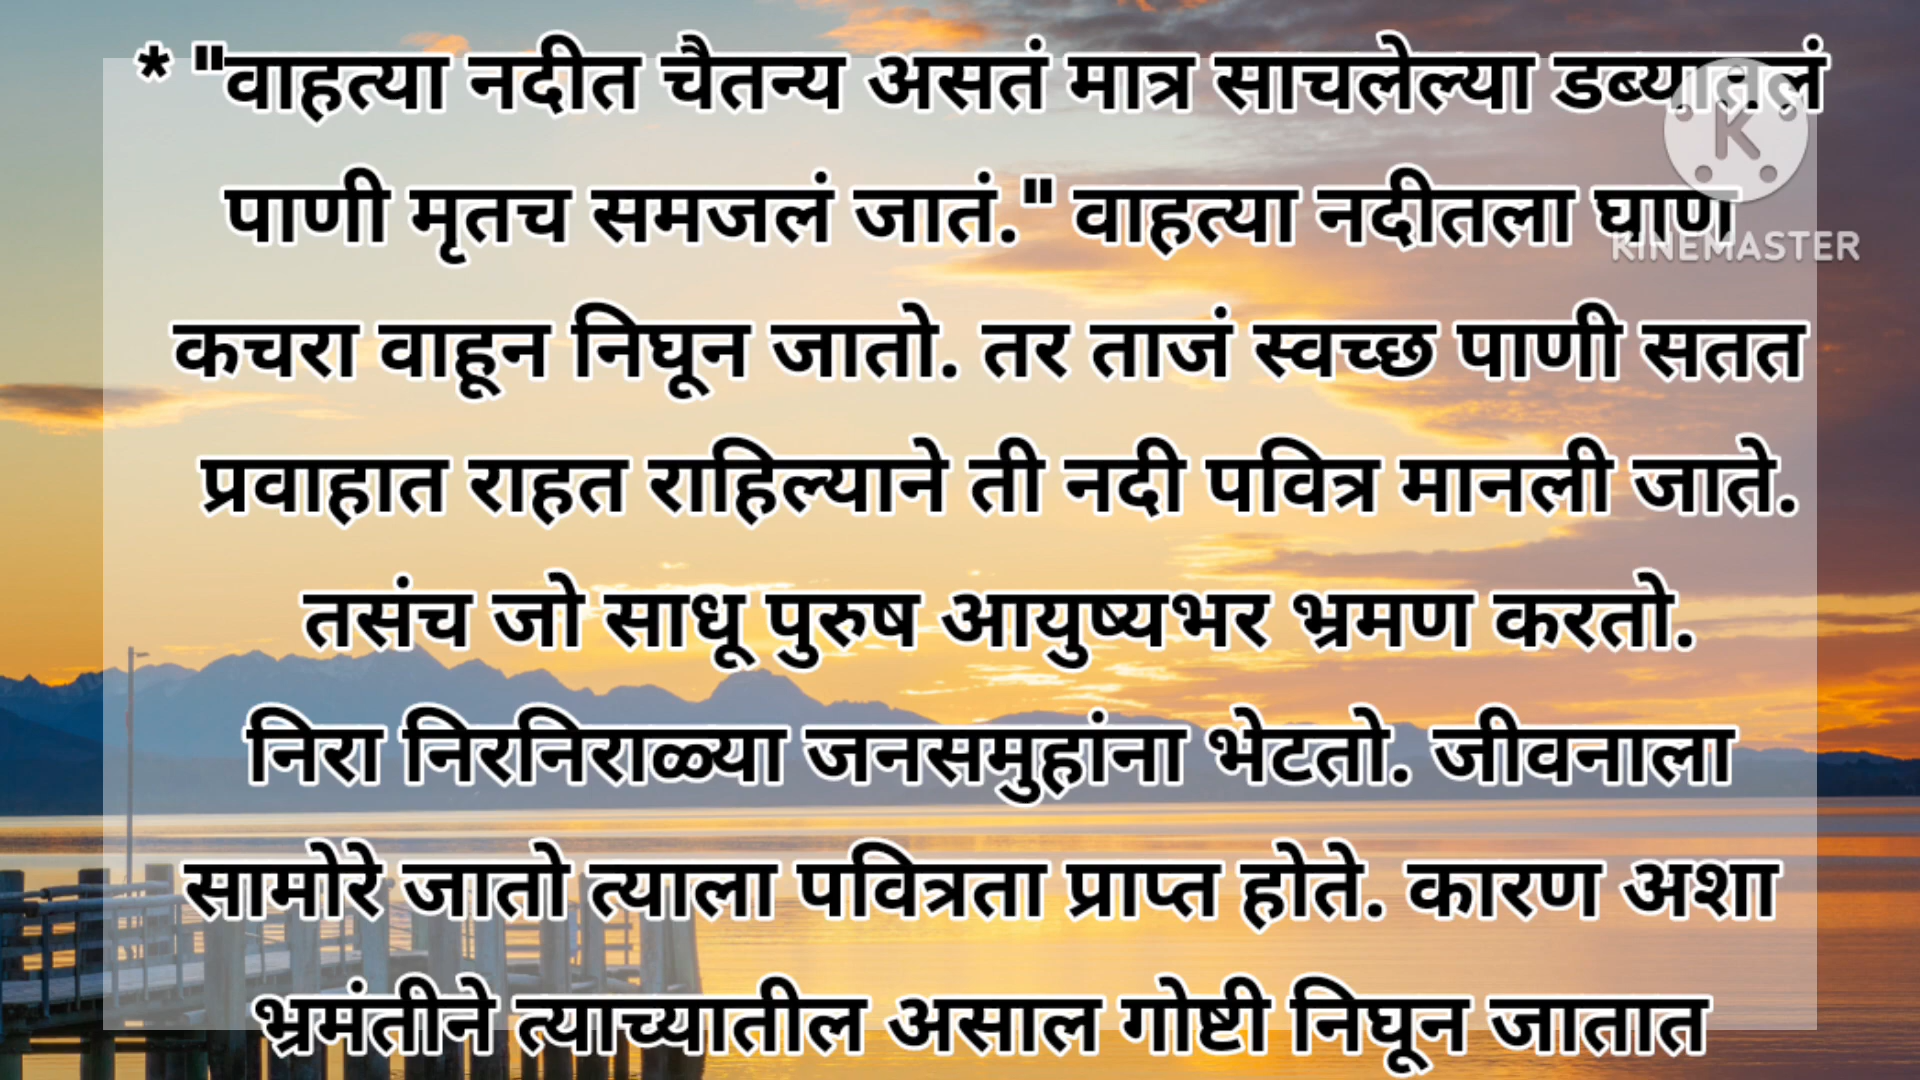 * "वाहत्या नदीत चैतन्य असतं मात्र साचलेल्या डब्यातलं
पाणी मृतच समजलं जातं." वाहत्या नदीतला घाण
कचरा वाहून निघून जातो. तर ताजं स्वच्छ पाणी सतत
प्रवाहात राहत राहिल्याने ती नदी पवित्र मानली जाते.
तसंच जो साधू पुरुष आयुष्यभर भ्रमण करतो.
निरा निरनिराळ्या जनसमुहांना भेटतो. जीवनाला
सामोरे जातो त्याला पवित्रता प्राप्त होते. कारण अशा
भ्रमंतीने त्याच्यातील असाल गोष्टी निघून जातात
K
KINEMASTER